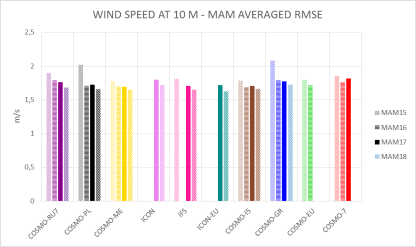 WIND SPEED AT 10 M - MAM AVERAGED RMSE
2,5
2
1,5
1
0,5
0
m/s
COSMO-RU7
COSMO-PL
COSMO-ME
ICON
IFS
ICON-EU
COSMO-IS
COSMO-GR
COSMO-EU
COSMO-7
MAM15
MAM16
MAM17
MAM18